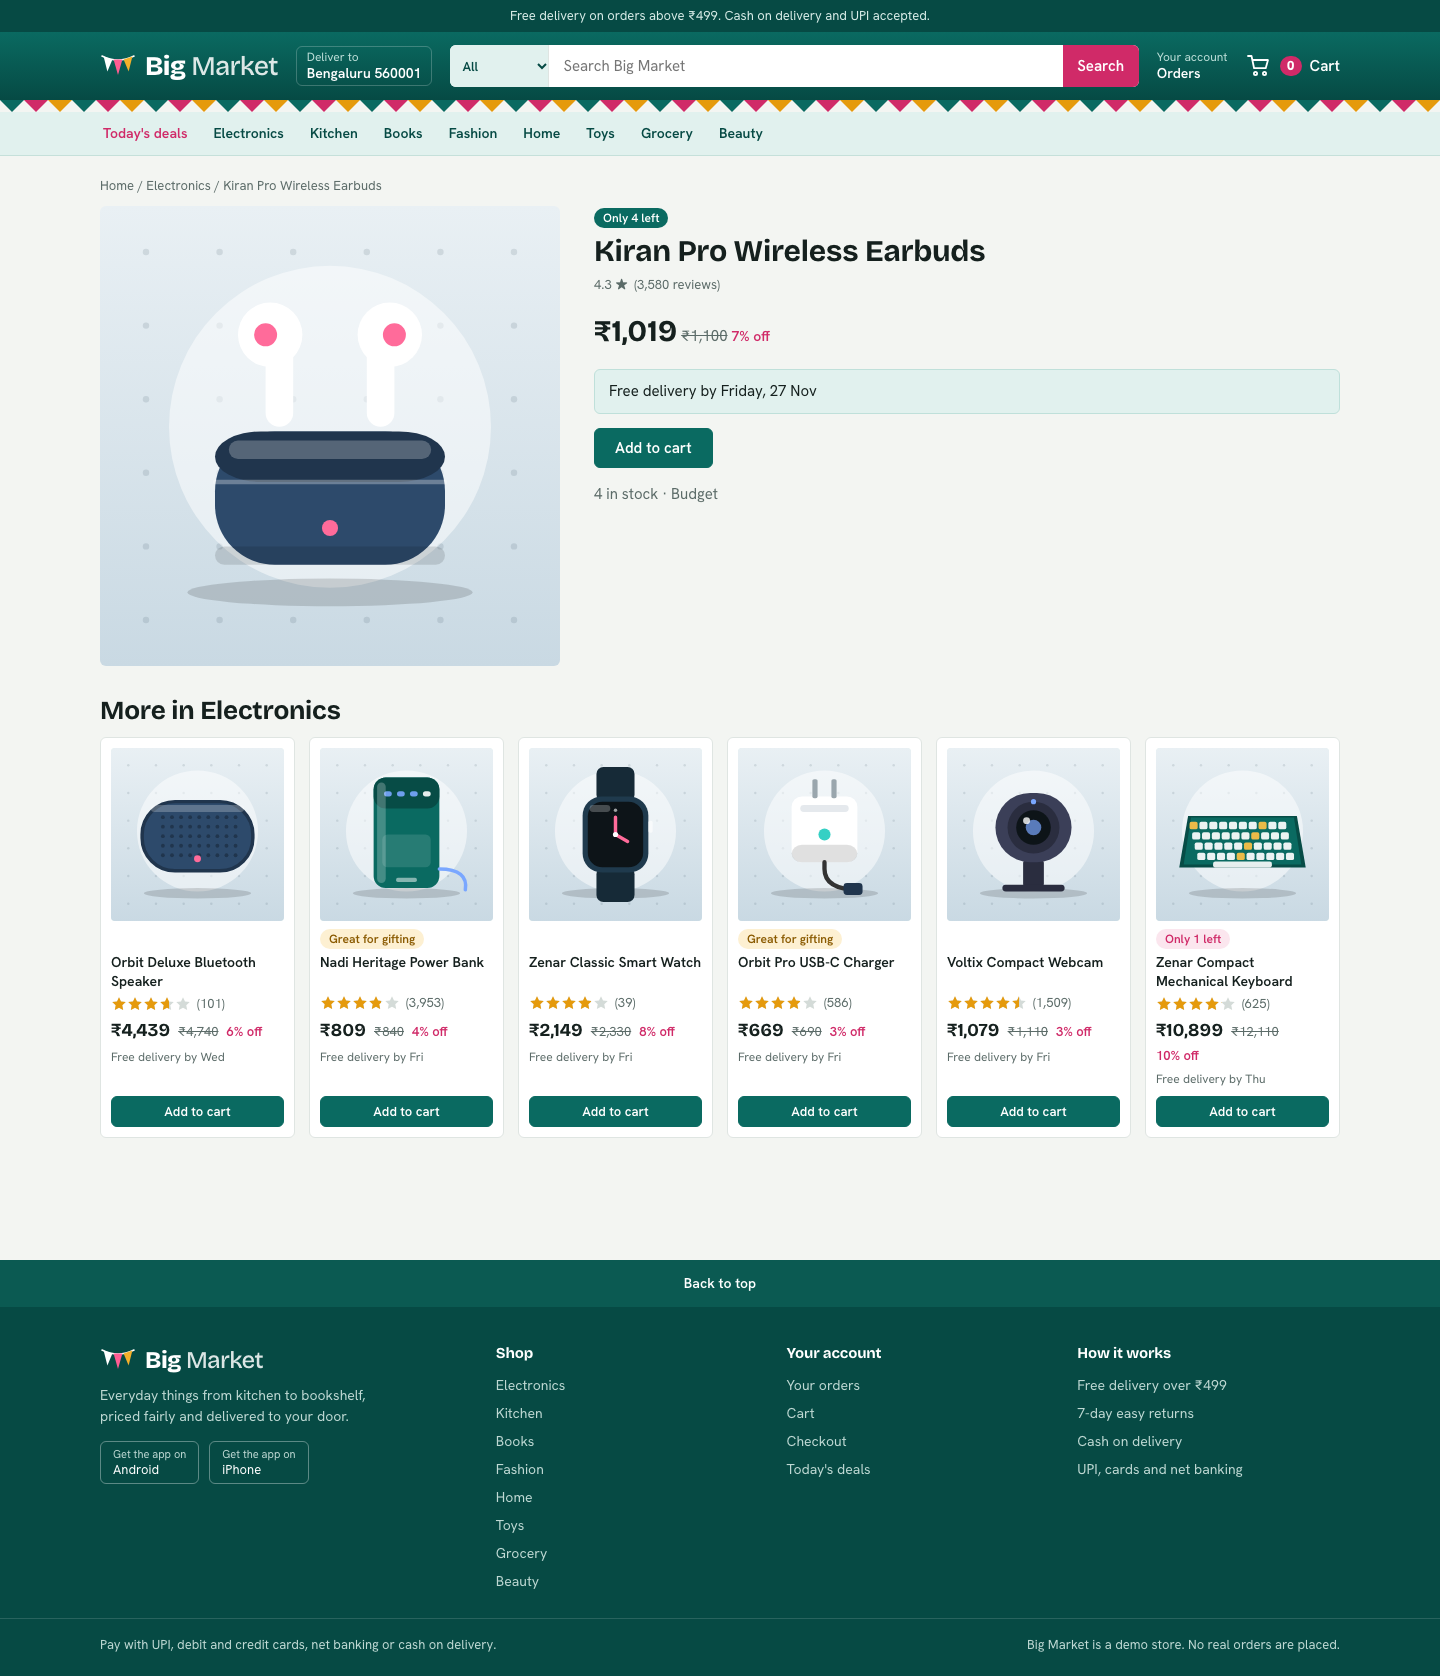 Free delivery on orders above ₹499. Cash on delivery and UPI accepted.
Big Market
Deliver to
Bengaluru 560001
All
Search Big Market
Search
Your account
Orders
0 Cart
Today's deals Electronics Kitchen Books Fashion Home Toys Grocery Beauty
Home / Electronics / Kiran Pro Wireless Earbuds
Only 4 left
Kiran Pro Wireless Earbuds
4.3 ★ (3,580 reviews)
₹1,019 ₹1,100 7% off
Free delivery by Friday, 27 Nov
Add to cart
4 in stock · Budget
More in Electronics
Orbit Deluxe Bluetooth
Speaker
(101)
₹4,439 ₹4,740 6% off
Free delivery by Wed
Add to cart
Great for gifting
Nadi Heritage Power Bank
(3,953)
₹809 ₹840 4% off
Free delivery by Fri
Add to cart
Zenar Classic Smart Watch
(39)
₹2,149 ₹2,330 8% off
Free delivery by Fri
Add to cart
Great for gifting
Orbit Pro USB-C Charger
(586)
₹669 ₹690 3% off
Free delivery by Fri
Add to cart
Voltix Compact Webcam
(1,509)
₹1,079 ₹1,110 3% off
Free delivery by Fri
Add to cart
Only 1 left
Zenar Compact
Mechanical Keyboard
(625)
₹10,899 ₹12,110
10% off
Free delivery by Thu
Add to cart
Back to top
Big Market
Everyday things from kitchen to bookshelf,
priced fairly and delivered to your door.
Get the app on
Android
Get the app on
iPhone
Shop
Electronics
Kitchen
Books
Fashion
Home
Toys
Grocery
Beauty
Your account
Your orders
Cart
Checkout
Today's deals
How it works
Free delivery over ₹499
7-day easy returns
Cash on delivery
UPI, cards and net banking
Pay with UPI, debit and credit cards, net banking or cash on delivery.
Big Market is a demo store. No real orders are placed.